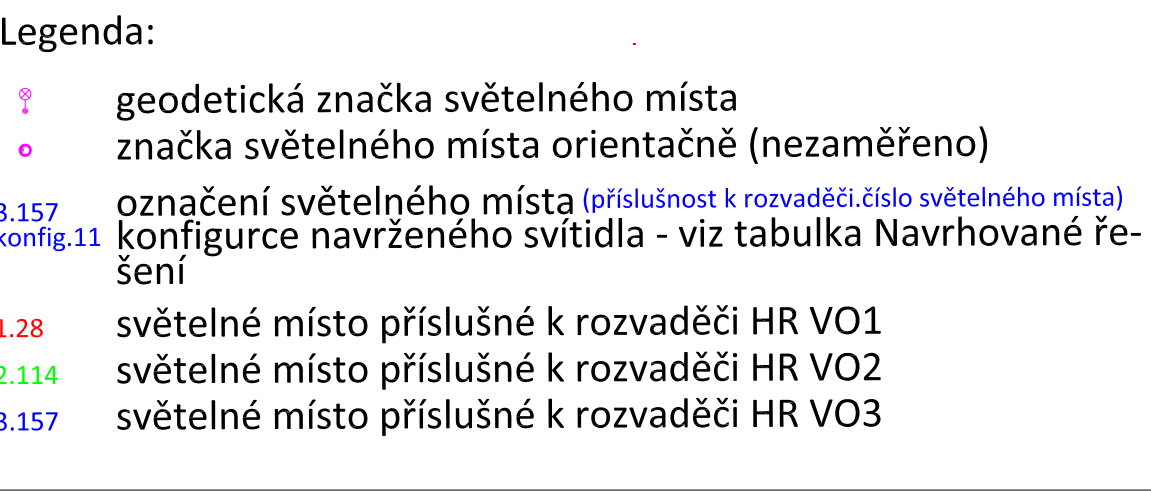 Legenda:
geodetická značka světelného místa
značka světelného místa orientačně (nezaměřeno)
3.157 označení světelného místa (příslušnost k rozvaděči.číslo světelného místa)
konfig.11 konfigurce navrženého svítidla - viz tabulka Navrhované ře-
šení
1.28 světelné místo příslušné k rozvaděči HR VO1
2.114 světelné místo příslušné k rozvaděči HR VO2
3.157 světelné místo příslušné k rozvaděči HR VO3